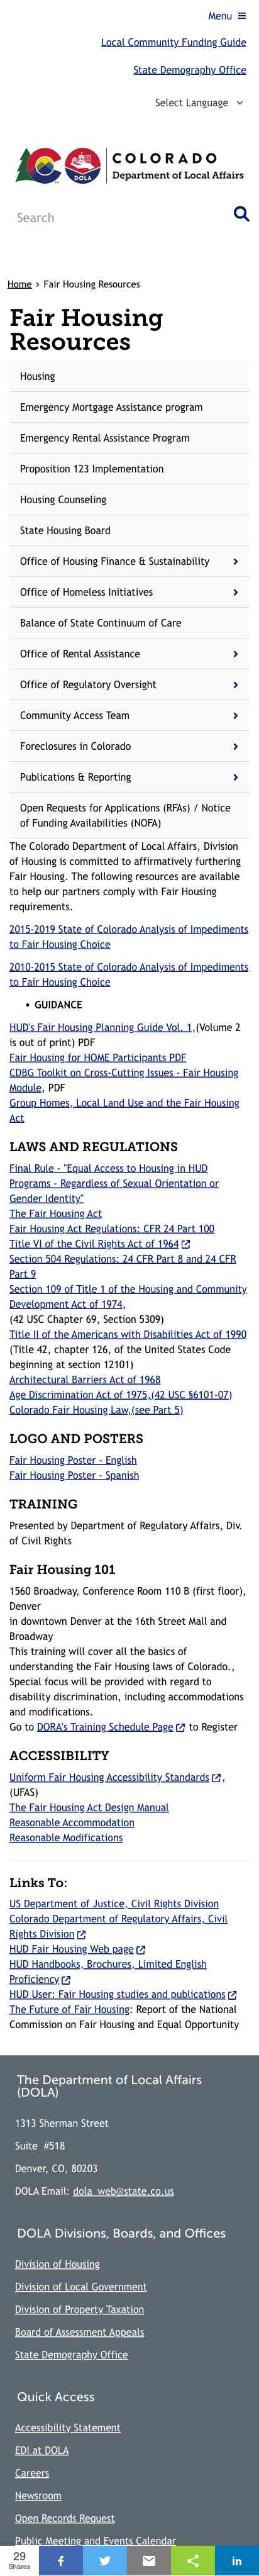 Menu
Local Community Funding Guide
State Demography Office
Select Language
DOLA
COLORADO
Department of Local Affairs
Search
Home › Fair Housing Resources
Fair Housing
Resources
Housing
Emergency Mortgage Assistance program
Emergency Rental Assistance Program
Proposition 123 Implementation
Housing Counseling
State Housing Board
Office of Housing Finance & Sustainability
Office of Homeless Initiatives
Balance of State Continuum of Care
Office of Rental Assistance
Office of Regulatory Oversight
Community Access Team
Foreclosures in Colorado
Publications & Reporting
Open Requests for Applications (RFAs) / Notice
of Funding Availabilities (NOFA)
The Colorado Department of Local Affairs, Division
of Housing is committed to affirmatively furthering
Fair Housing. The following resources are available
to help our partners comply with Fair Housing
requirements.
2015-2019 State of Colorado Analysis of Impediments
to Fair Housing Choice
2010-2015 State of Colorado Analysis of Impediments
to Fair Housing Choice
• GUIDANCE
HUD's Fair Housing Planning Guide Vol. 1,(Volume 2
is out of print) PDF
Fair Housing for HOME Participants PDF
CDBG Toolkit on Cross-Cutting Issues - Fair Housing
Module, PDF
Group Homes, Local Land Use and the Fair Housing
Act
LAWS AND REGULATIONS
Final Rule - "Equal Access to Housing in HUD
Programs - Regardless of Sexual Orientation or
Gender Identity"
The Fair Housing Act
Fair Housing Act Regulations: CFR 24 Part 100
Title VI of the Civil Rights Act of 1964
Section 504 Regulations: 24 CFR Part 8 and 24 CFR
Part 9
Section 109 of Title 1 of the Housing and Community
Development Act of 1974,
(42 USC Chapter 69, Section 5309)
Title II of the Americans with Disabilities Act of 1990
(Title 42, chapter 126, of the United States Code
beginning at section 12101)
Architectural Barriers Act of 1968
Age Discrimination Act of 1975,(42 USC §6101-07)
Colorado Fair Housing Law,(see Part 5)
LOGO AND POSTERS
Fair Housing Poster - English
Fair Housing Poster - Spanish
TRAINING
Presented by Department of Regulatory Affairs, Div.
of Civil Rights
Fair Housing 101
1560 Broadway, Conference Room 110 B (first floor),
Denver
in downtown Denver at the 16th Street Mall and
Broadway
This training will cover all the basics of
understanding the Fair Housing laws of Colorado.,
Special focus will be provided with regard to
disability discrimination, including accommodations
and modifications.
Go to DORA's Training Schedule Page to Register
ACCESSIBILITY
Uniform Fair Housing Accessibility Standards ,
(UFAS)
The Fair Housing Act Design Manual
Reasonable Accommodation
Reasonable Modifications
Links To:
US Department of Justice, Civil Rights Division
Colorado Department of Regulatory Affairs, Civil
Rights Division
HUD Fair Housing Web page
HUD Handbooks, Brochures, Limited English
Proficiency
HUD User: Fair Housing studies and publications
The Future of Fair Housing: Report of the National
Commission on Fair Housing and Equal Opportunity
The Department of Local Affairs
(DOLA)
1313 Sherman Street
Suite #518
Denver, CO, 80203
DOLA Email: dola_web@state.co.us
DOLA Divisions, Boards, and Offices
Division of Housing
Division of Local Government
Division of Property Taxation
Board of Assessment Appeals
State Demography Office
Quick Access
Accessibility Statement
EDI at DOLA
Careers
Newsroom
Open Records Request
Public Meeting and Events Calendar
29
Shares